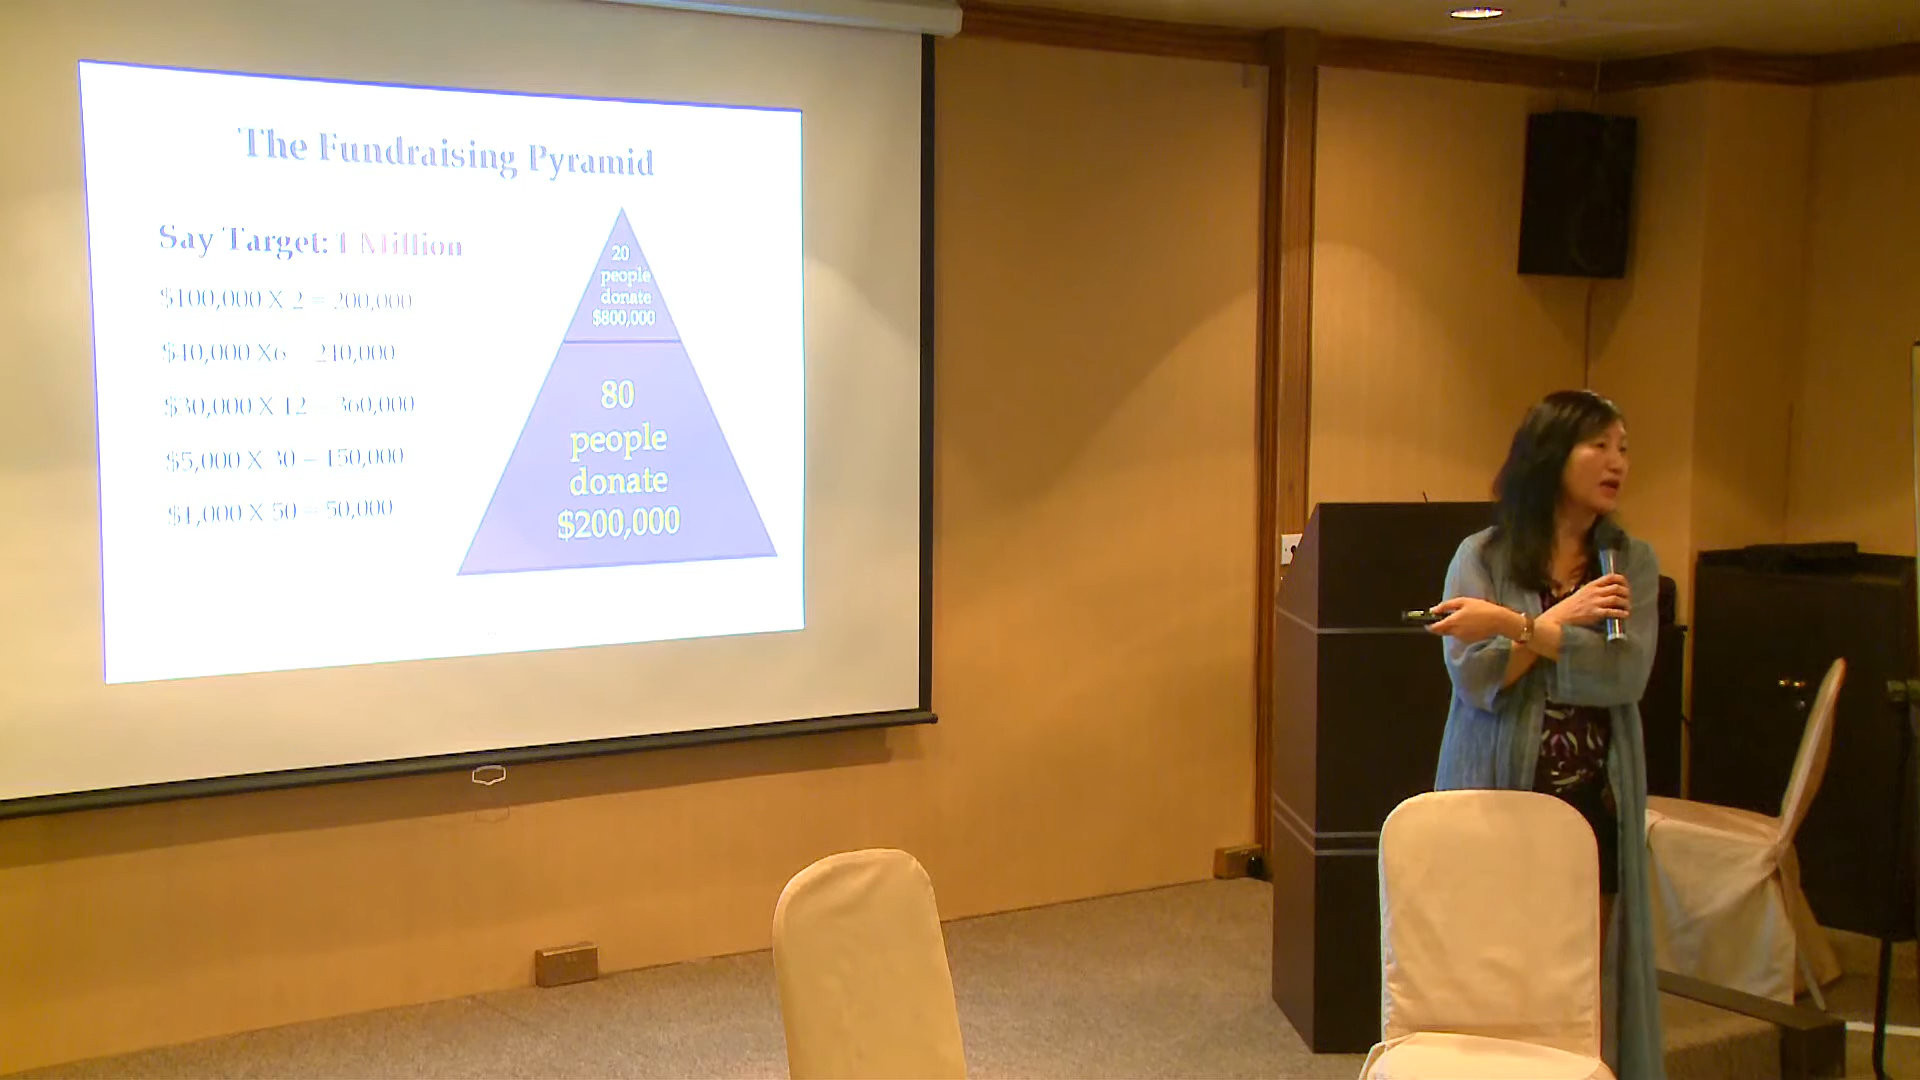 The Fundraising Pyramid
Say Target: 1 Million
$100,000 X 2 = 200,000
$40,000 X6 = 240,000
$30,000 X 12 = 360,000
$5,000 X 30 = 150,000
$1,000 X 50 = 50,000
20
people
donate
$800,000
80
people
donate
$200,000